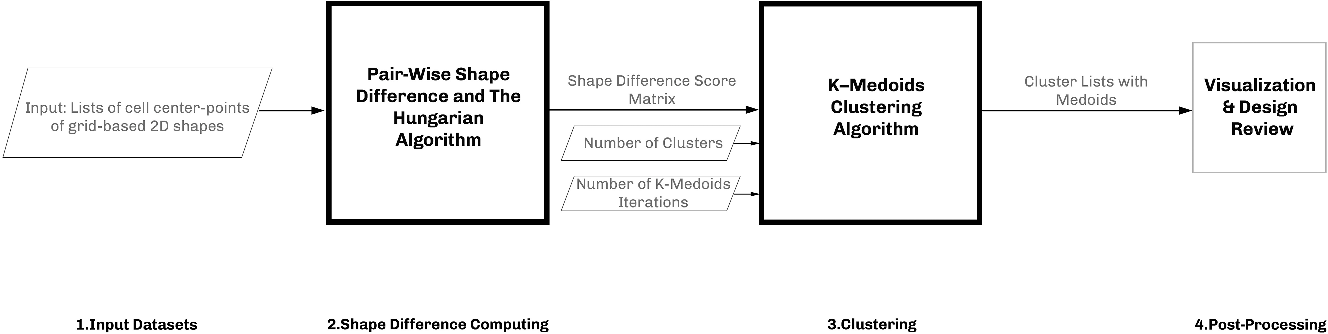 Input: Lists of cell center-points
of grid-based 2D shapes
Pair-Wise Shape
Difference and The
Hungarian
Algorithm
Shape Difference Score
Matrix
Number of Clusters
Number of K-Medoids
Iterations
K–Medoids
Clustering
Algorithm
Cluster Lists with
Medoids
Visualization
& Design
Review
1.Input Datasets
2.Shape Difference Computing
3.Clustering
4.Post-Processing